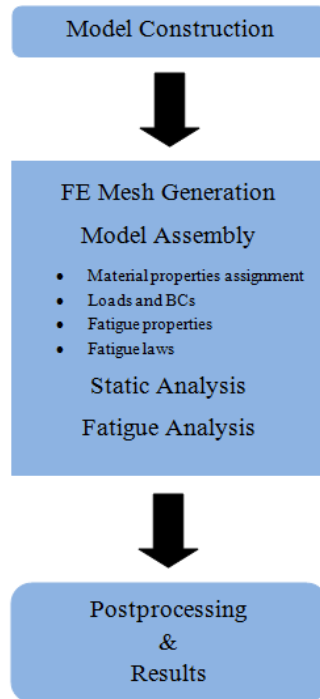 Model Construction
FE Mesh Generation
Model Assembly
• Material properties assignment
• Loads and BCs
• Fatigue properties
• Fatigue laws
Static Analysis
Fatigue Analysis
Postprocessing
&
Results